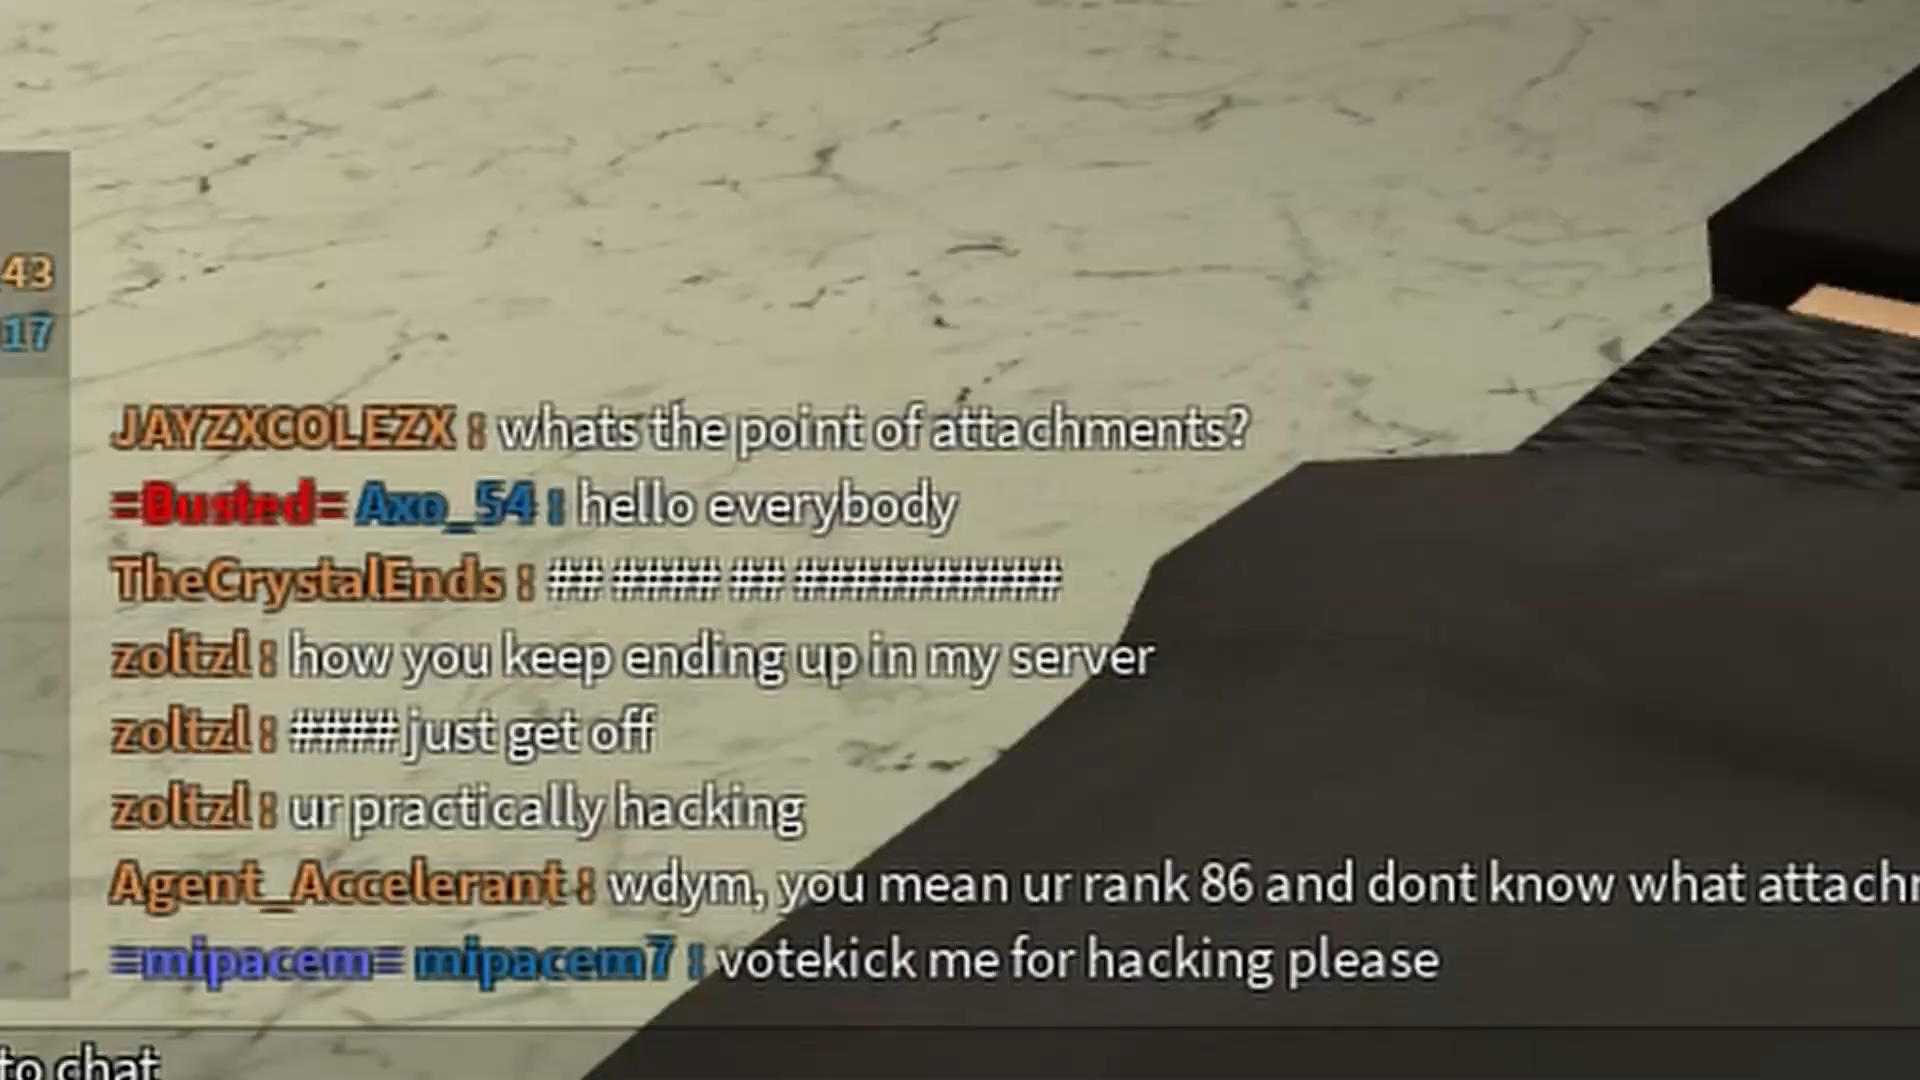 43
17
JAYZXCOLEZX : whats the point of attachments?
=Busted= Axo_54 : hello everybody
TheCrystalEnds : ## #### ## ##########
zoltzl : how you keep ending up in my server
zoltzl : #### just get off
zoltzl : ur practically hacking
Agent_Accelerant : wdym, you mean ur rank 86 and dont know what attachm
=mipacem= mipacem7 : votekick me for hacking please
to chat